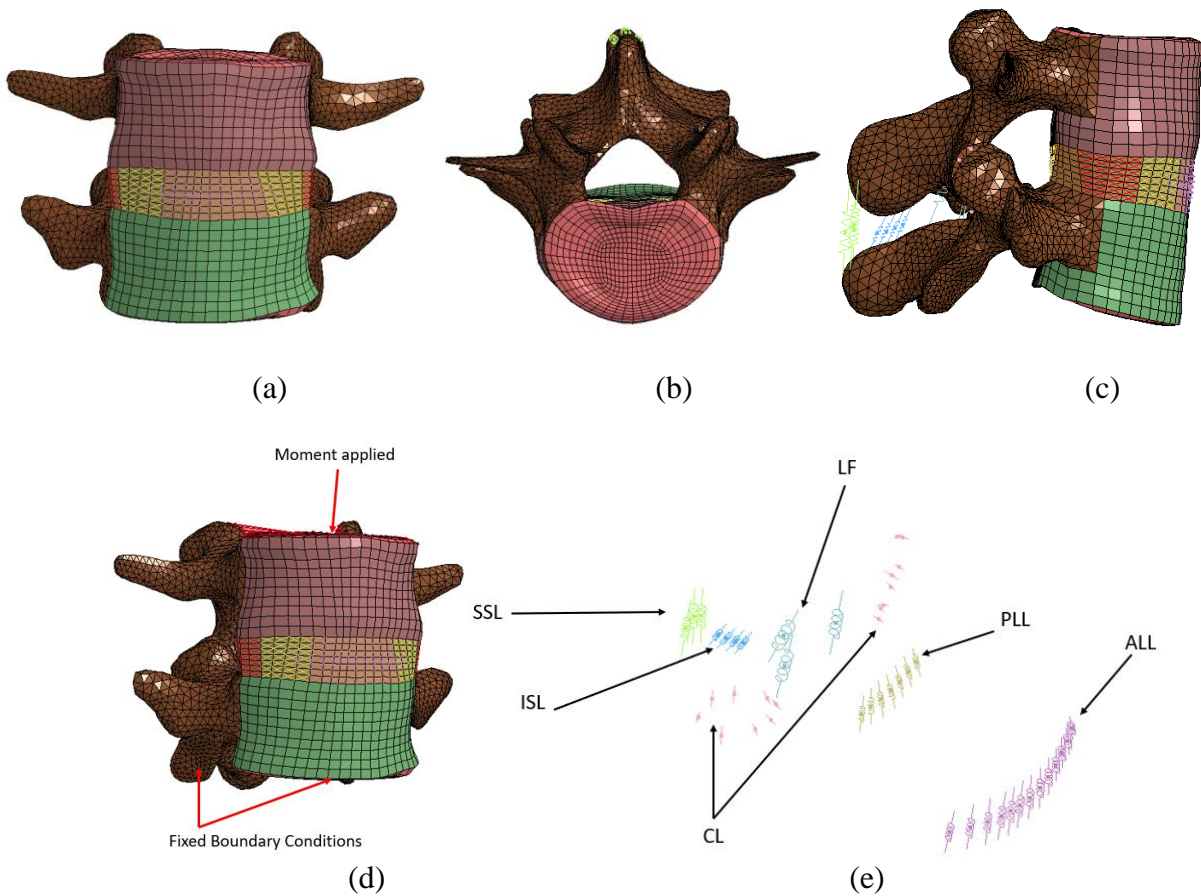 (a)
(b)
(c)
Moment applied
Fixed Boundary Conditions
(d)
LF
SSL
PLL
ALL
ISL
CL
(e)